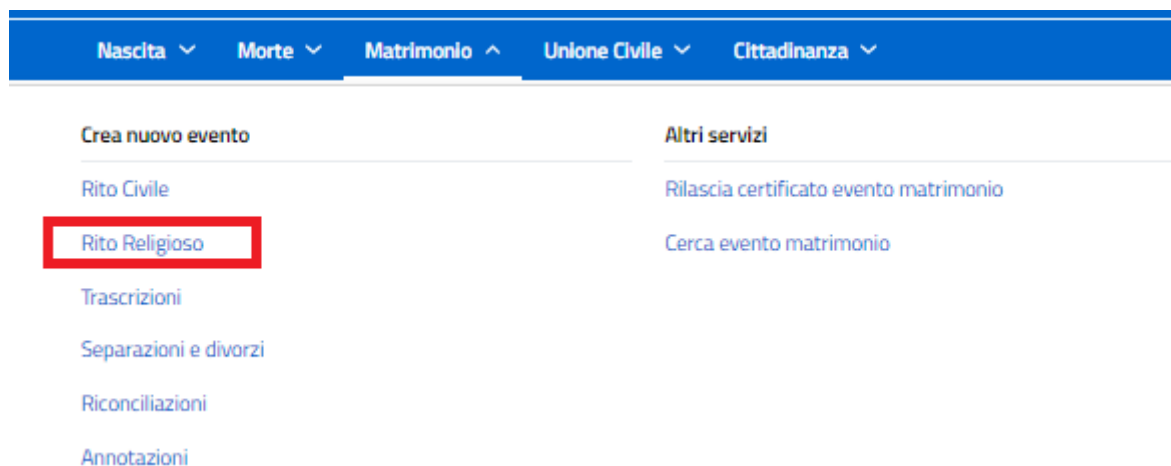 Nascita Morte Matrimonio Unione Civile Cittadinanza
Crea nuovo evento
Rito Civile
Rito Religioso
Trascrizioni
Separazioni e divorzi
Riconciliazioni
Annotazioni
Altri servizi
Rilascia certificato evento matrimonio
Cerca evento matrimonio